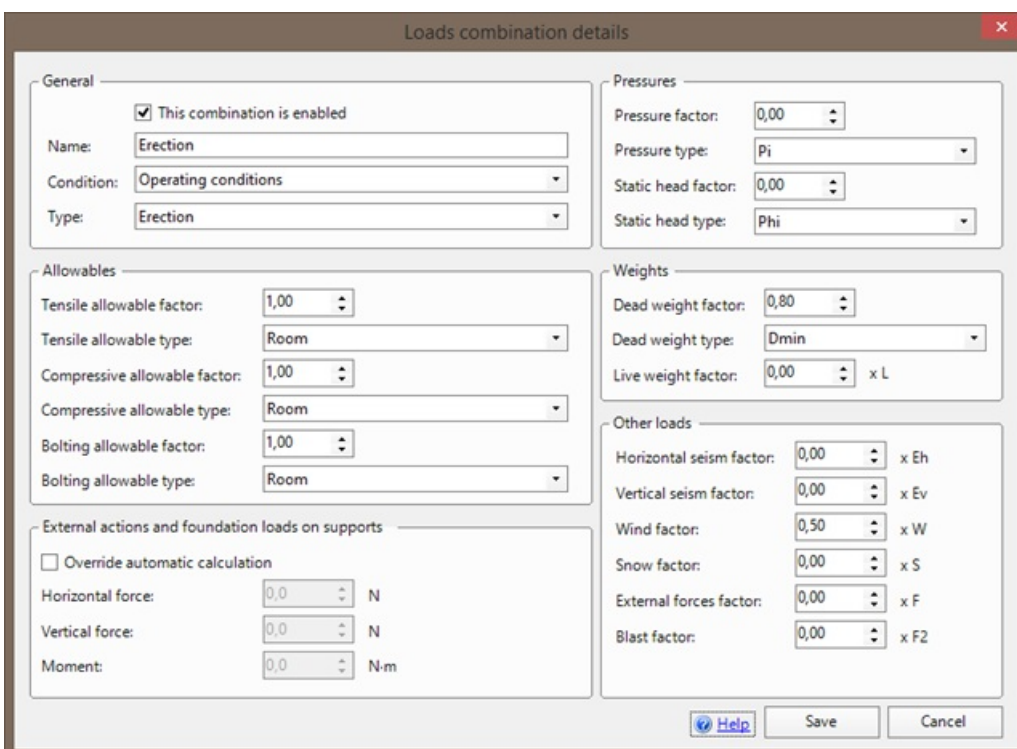 Loads combination details
General
This combination is enabled
Name: Erection
Condition: Operating conditions
Type: Erection
Allowables
Tensile allowable factor: 1,00
Tensile allowable type: Room
Compressive allowable factor: 1,00
Compressive allowable type: Room
Bolting allowable factor: 1,00
Bolting allowable type: Room
External actions and foundation loads on supports
Override automatic calculation
Horizontal force: 0,0 N
Vertical force: 0,0 N
Moment: 0,0 N·m
Pressures
Pressure factor: 0,00
Pressure type: Pi
Static head factor: 0,00
Static head type: Phi
Weights
Dead weight factor: 0,80
Dead weight type: Dmin
Live weight factor: 0,00 x L
Other loads
Horizontal seism factor: 0,00 x Eh
Vertical seism factor: 0,00 x Ev
Wind factor: 0,50 x W
Snow factor: 0,00 x S
External forces factor: 0,00 x F
Blast factor: 0,00 x F2
Help Save Cancel